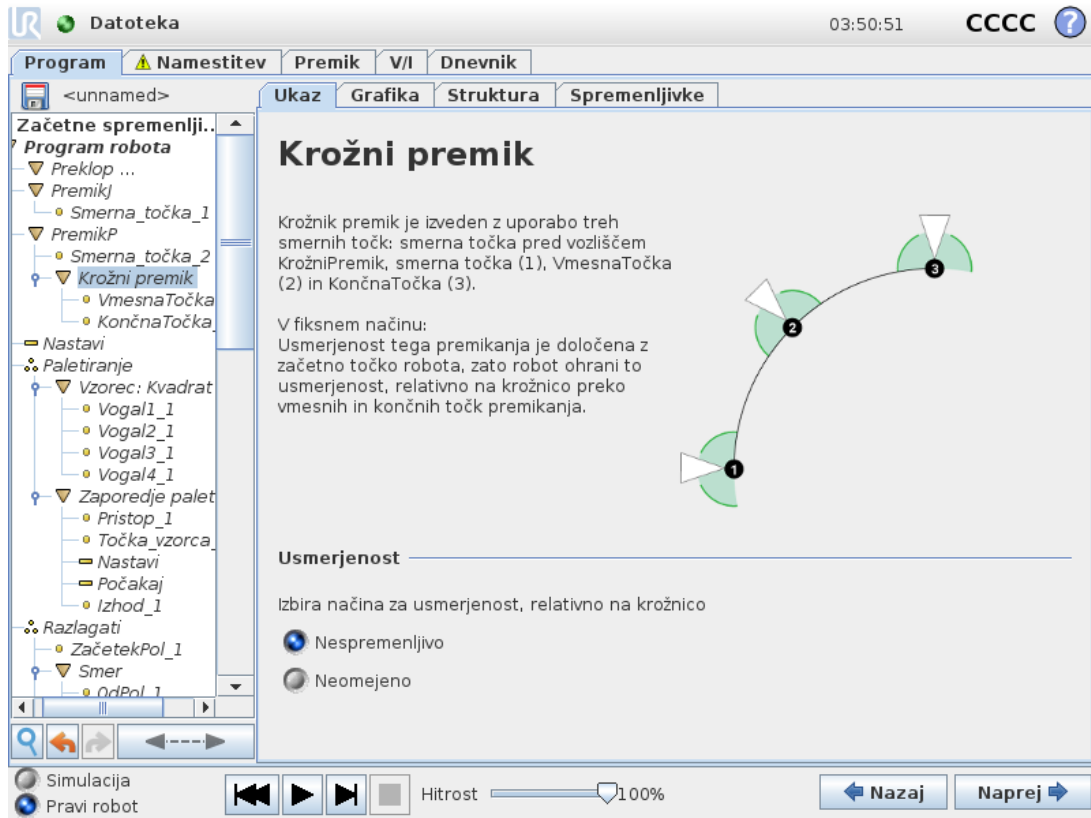 UR
Datoteka
03:50:51
CCCC
?
Program
Namestitev
Premik
V/I
Dnevnik
<unnamed>
Ukaz
Grafika
Struktura
Spremenljivke
Začetne spremenlji..
Program robota
Preklop ...
PremikJ
Smerna_točka_1
PremikP
Smerna_točka_2
Krožni premik
VmesnaTočka
KončnaTočka_
Nastavi
Paletiranje
Vzorec: Kvadrat
Vogal1_1
Vogal2_1
Vogal3_1
Vogal4_1
Zaporedje palet
Pristop_1
Točka_vzorca_
Nastavi
Počakaj
Izhod_1
Razlagati
ZačetekPol_1
Smer
OdPol_1
Krožni premik
Krožnik premik je izveden z uporabo treh
smernih točk: smerna točka pred vozliščem
KrožniPremik, smerna točka (1), VmesnaTočka
(2) in KončnaTočka (3).
V fiksnem načinu:
Usmerjenost tega premikanja je določena z
začetno točko robota, zato robot ohrani to
usmerjenost, relativno na krožnico preko
vmesnih in končnih točk premikanja.
3
2
1
Usmerjenost
Izbira načina za usmerjenost, relativno na krožnico
Nespremenljivo
Neomejeno
Simulacija
Pravi robot
Hitrost
100%
Nazaj
Naprej